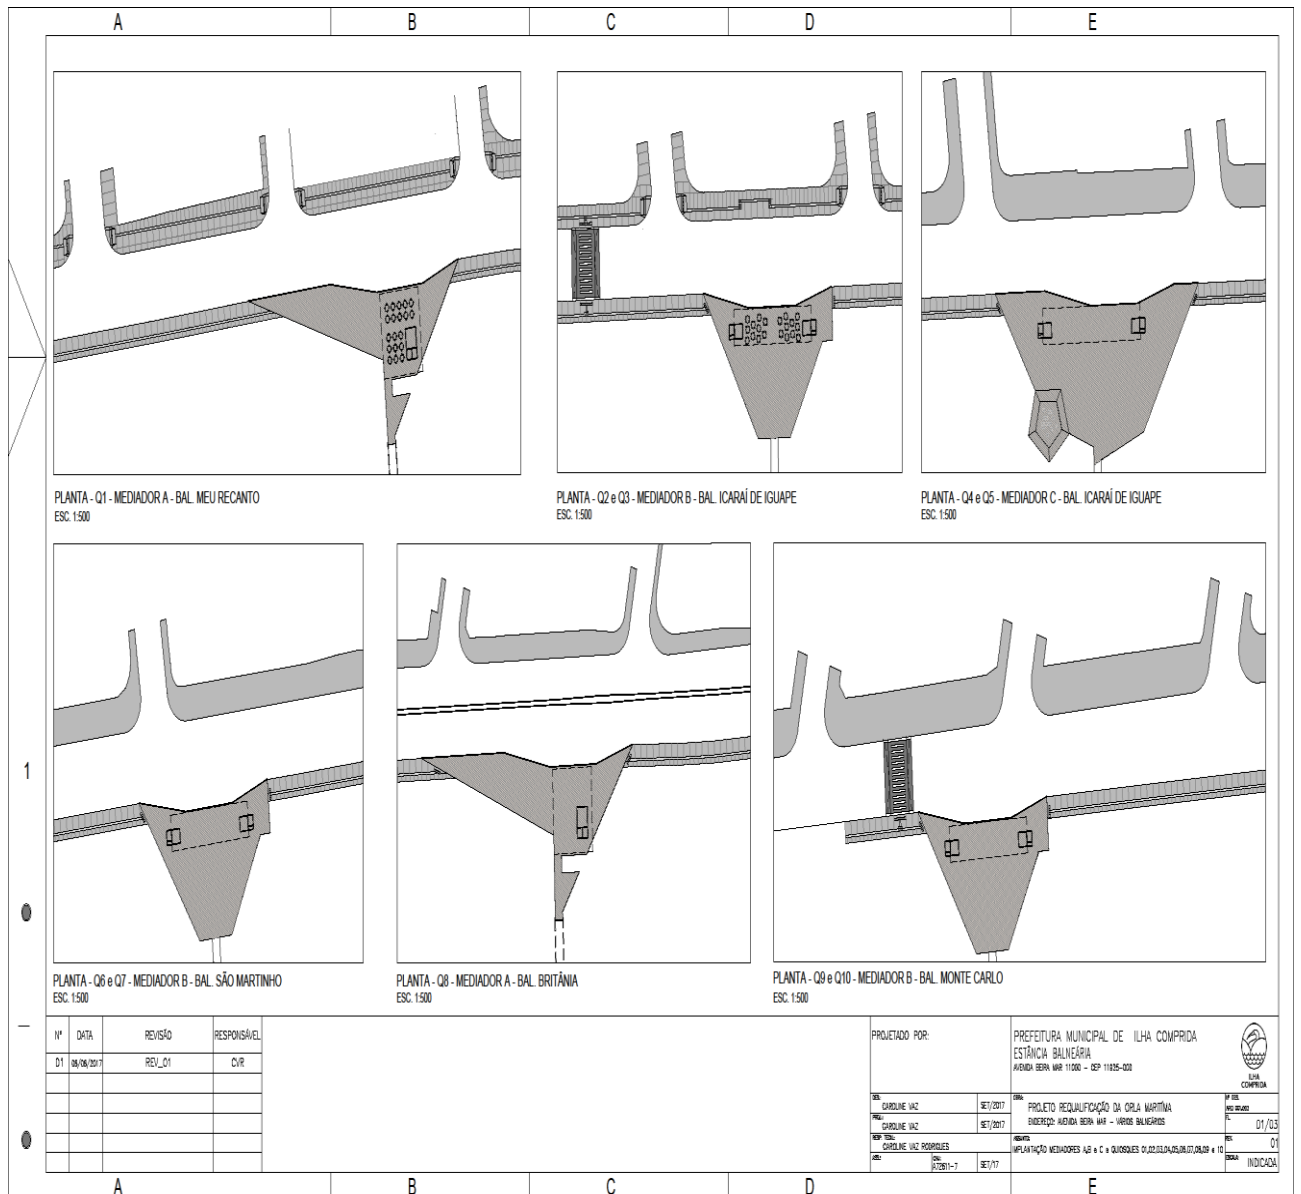 A B C D E
PLANTA - Q1 - MEDIADOR A - BAL. MEU RECANTO
ESC. 1:500
PLANTA - Q2 e Q3 - MEDIADOR B - BAL. ICARAÍ DE IGUAPE
ESC. 1:500
PLANTA - Q4 e Q5 - MEDIADOR C - BAL. ICARAÍ DE IGUAPE
ESC. 1:500
1
PLANTA - Q6 e Q7 - MEDIADOR B - BAL. SÃO MARTINHO
ESC. 1:500
PLANTA - Q8 - MEDIADOR A - BAL. BRITÂNIA
ESC. 1:500
PLANTA - Q9 e Q10 - MEDIADOR B - BAL. MONTE CARLO
ESC. 1:500
Nº DATA REVISÃO RESPONSÁVEL
REV_01 CVR
PROJETADO POR:
PREFEITURA MUNICIPAL DE ILHA COMPRIDA
ESTÂNCIA BALNEÁRIA
AVENIDA BEIRA MAR 11000 - CEP
ILHA
COMPRIDA
CAROLINE VAZ SET/2017
CAROLINE VAZ SET/2017
CAROLINE VAZ RODRIGUES
SET/17
PROJETO REQUALIFICAÇÃO DA ORLA MARÍTIMA
ENDEREÇO: AVENIDA BEIRA MAR - VÁRIOS BALNEÁRIOS
IMPLANTAÇÃO MEDIADORES A,B e C e QUIOSQUES 01,02,03,04,05,06,07,08,09 e 10
01/03
01
INDICADA
A B C D E